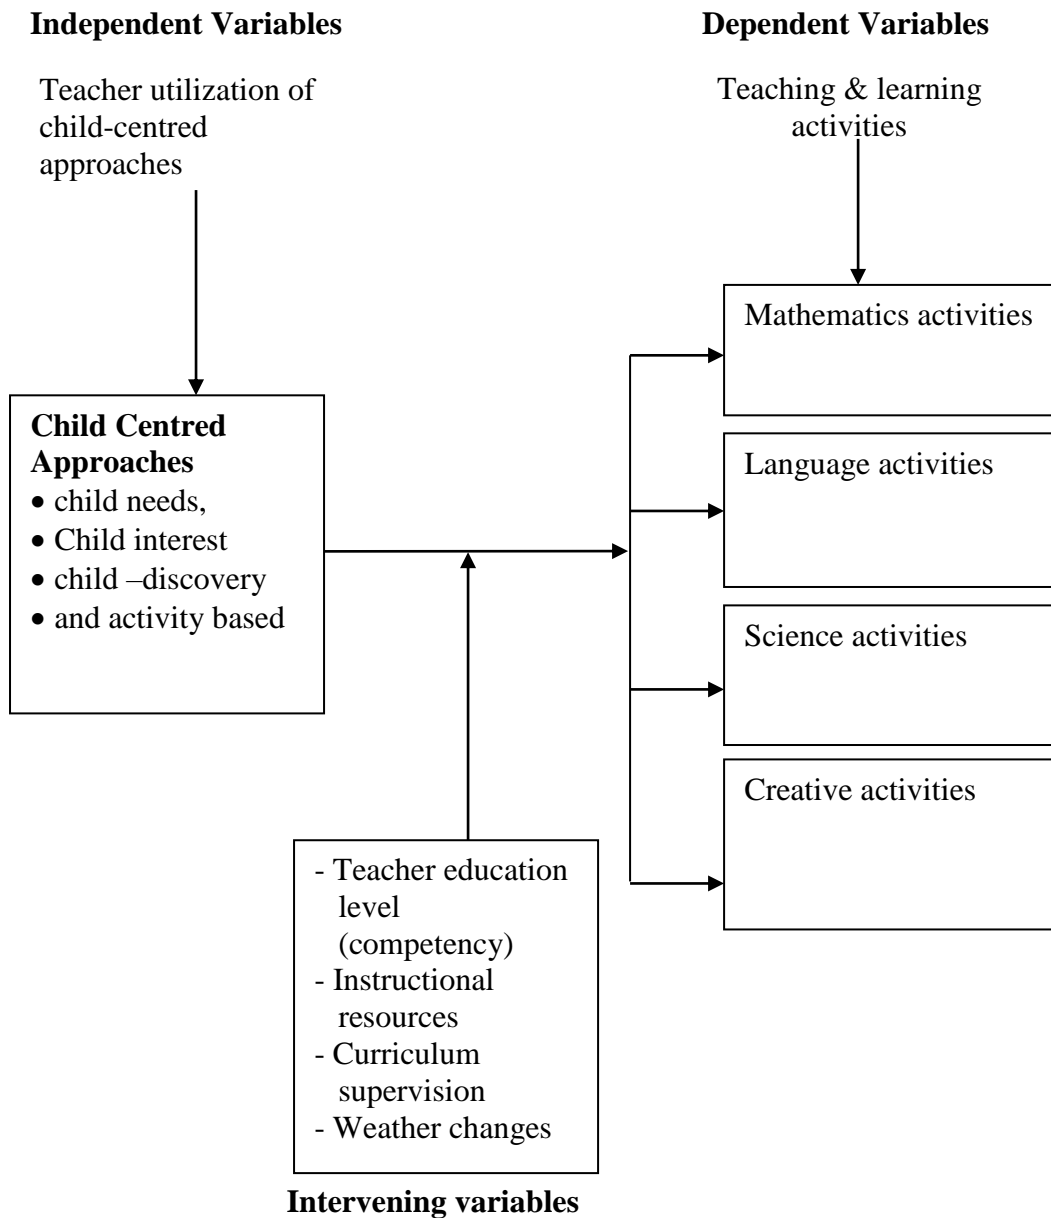 Independent Variables
Dependent Variables
Teacher utilization of
child-centred
approaches
Teaching & learning
activities
Child Centred
Approaches
• child needs,
• Child interest
• child –discovery
• and activity based
Mathematics activities
Language activities
Science activities
Creative activities
- Teacher education
level
(competency)
- Instructional
resources
- Curriculum
supervision
- Weather changes
Intervening variables